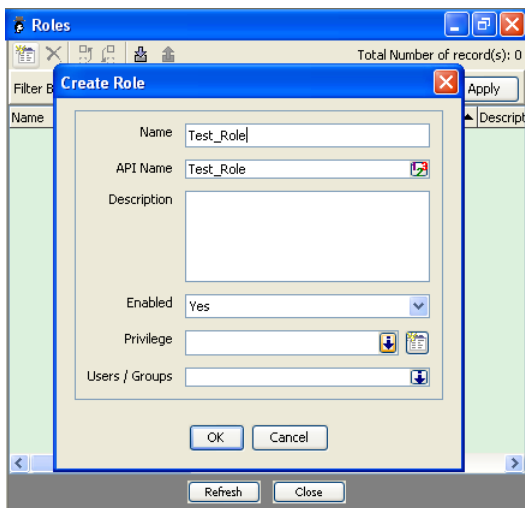 Roles
Total Number of record(s): 0
Filter B
Apply
Name
Descript
Create Role
Name
Test_Role
API Name
Test_Role
Description
Enabled
Yes
Privilege
Users / Groups
OK
Cancel
Refresh
Close